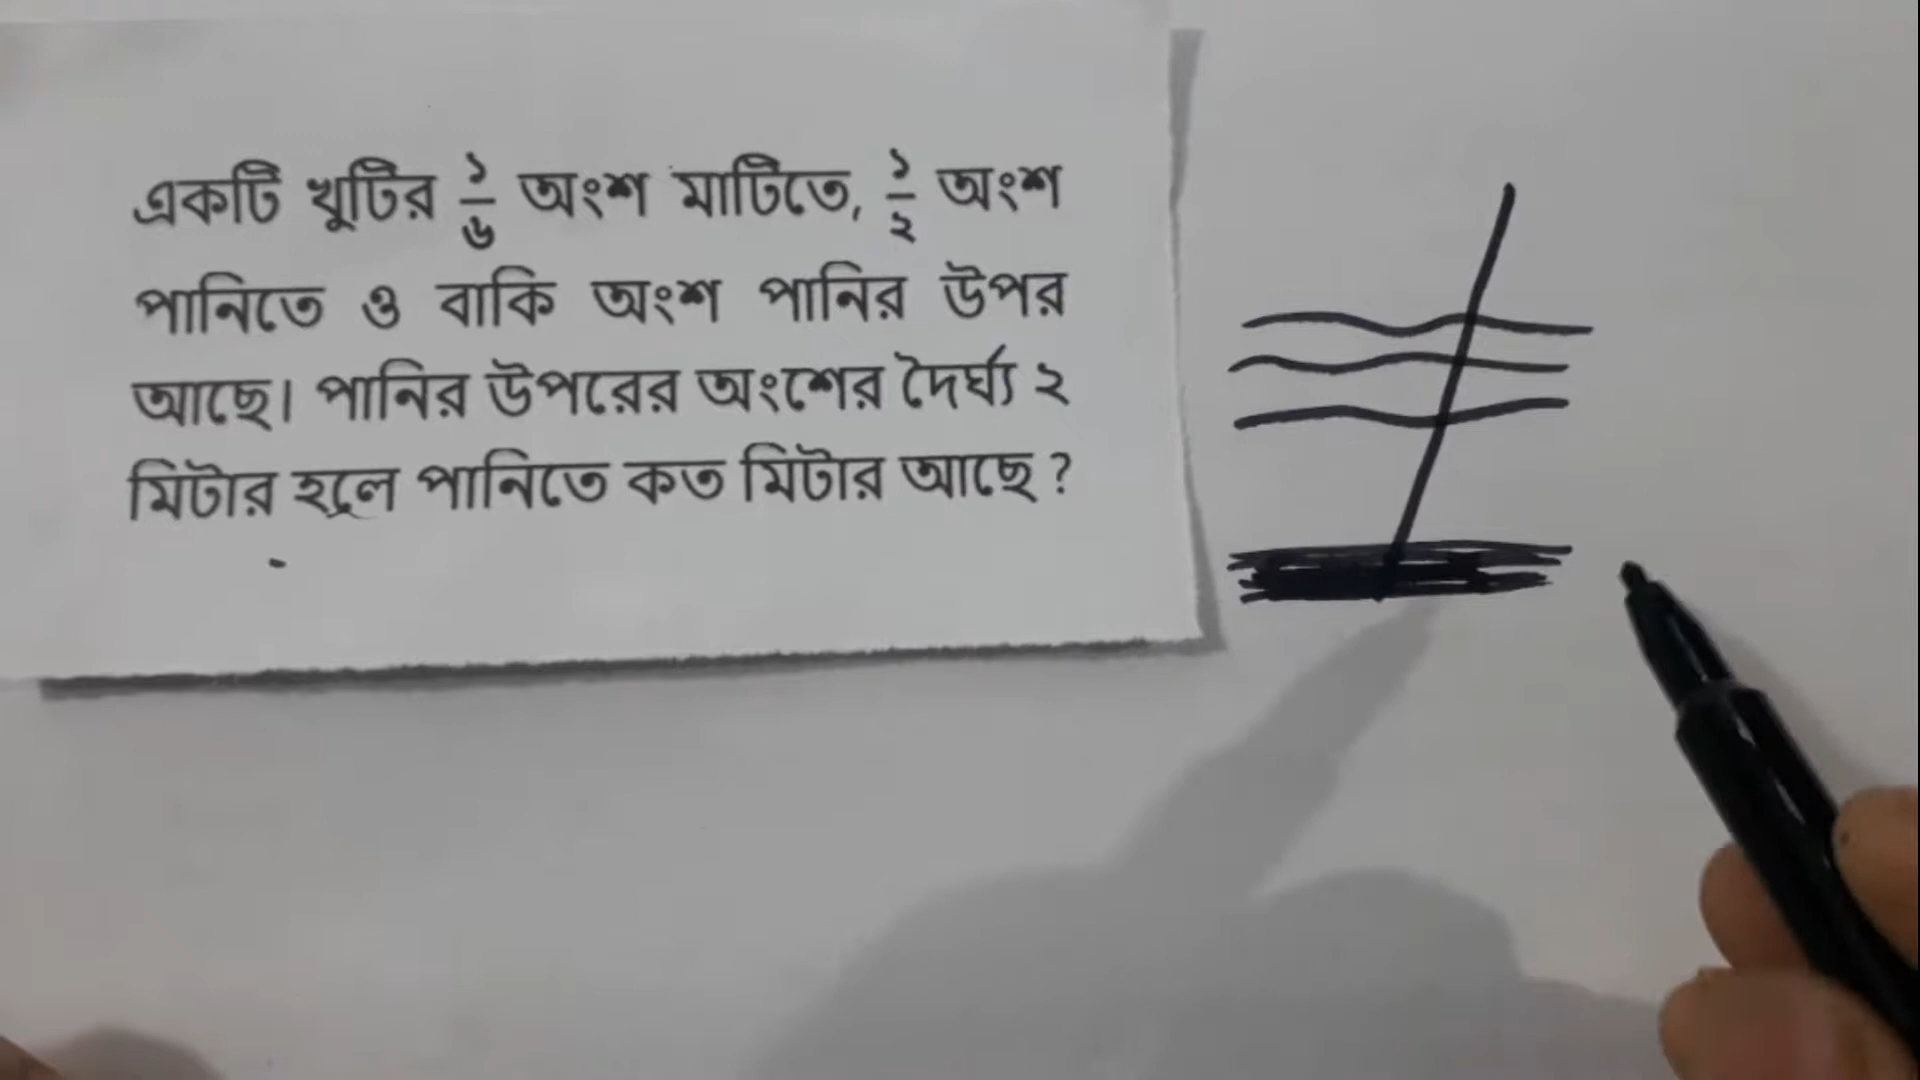 একটি খুটির ১/৬ অংশ মাটিতে, ১/২ অংশ
পানিতে ও বাকি অংশ পানির উপর
আছে। পানির উপরের অংশের দৈর্ঘ্য ২
মিটার হলে পানিতে কত মিটার আছে ?